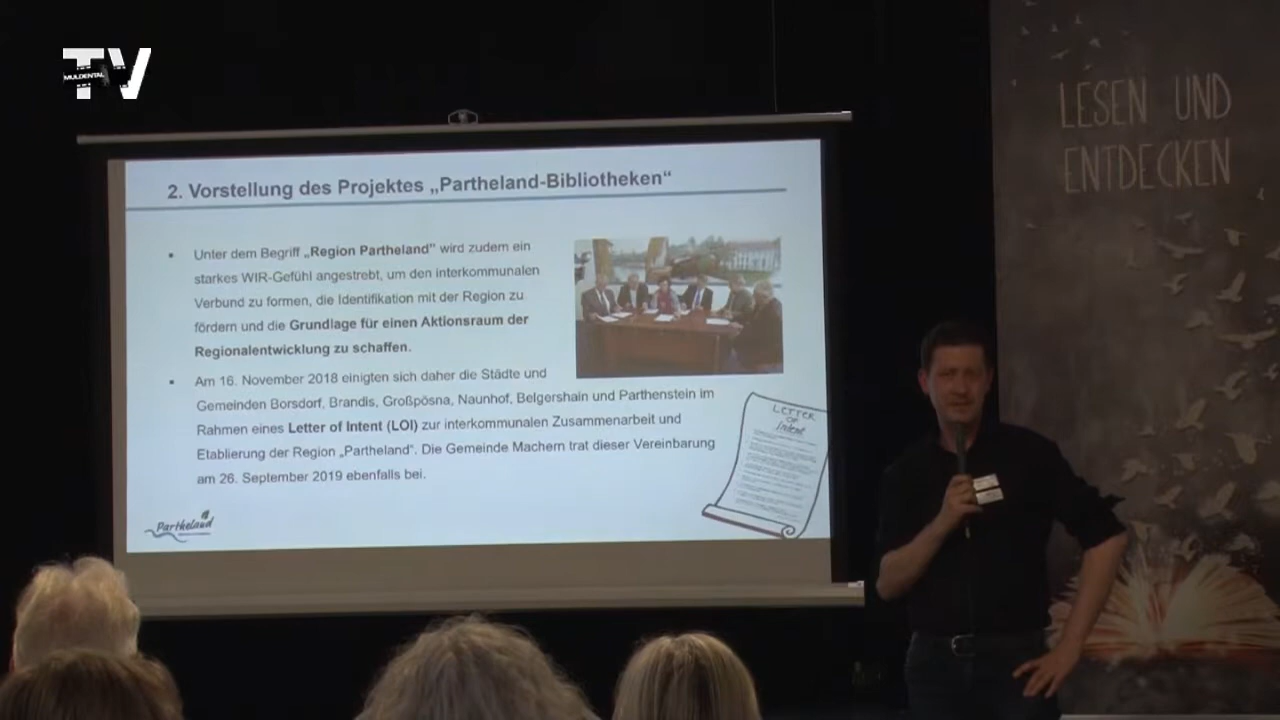 TV
MULDENTAL
LESEN UND
ENTDECKEN
2. Vorstellung des Projektes „Partheland-Bibliotheken“
▪ Unter dem Begriff „Region Partheland“ wird zudem ein
starkes WIR-Gefühl angestrebt, um den interkommunalen
Verbund zu formen, die Identifikation mit der Region zu
fördern und die Grundlage für einen Aktionsraum der
Regionalentwicklung zu schaffen.
▪ Am 16. November 2018 einigten sich daher die Städte und
Gemeinden Borsdorf, Brandis, Großpösna, Naunhof, Belgershain und Parthenstein im
Rahmen eines Letter of Intent (LOI) zur interkommunalen Zusammenarbeit und
Etablierung der Region „Partheland“. Die Gemeinde Machern trat dieser Vereinbarung
am 26. September 2019 ebenfalls bei.
LETTER
OF
Intent
Partheland